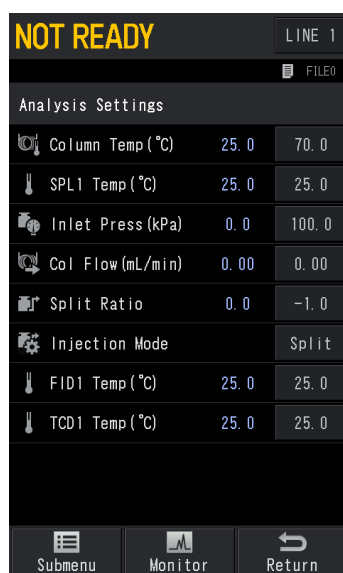 NOT READY LINE 1
FILE0
Analysis Settings
Column Temp(°C) 25.0 70.0
SPL1 Temp(°C) 25.0 25.0
Inlet Press(kPa) 0.0 100.0
Col Flow(mL/min) 0.00 0.00
Split Ratio 0.0 -1.0
Injection Mode Split
FID1 Temp(°C) 25.0 25.0
TCD1 Temp(°C) 25.0 25.0
Submenu Monitor Return